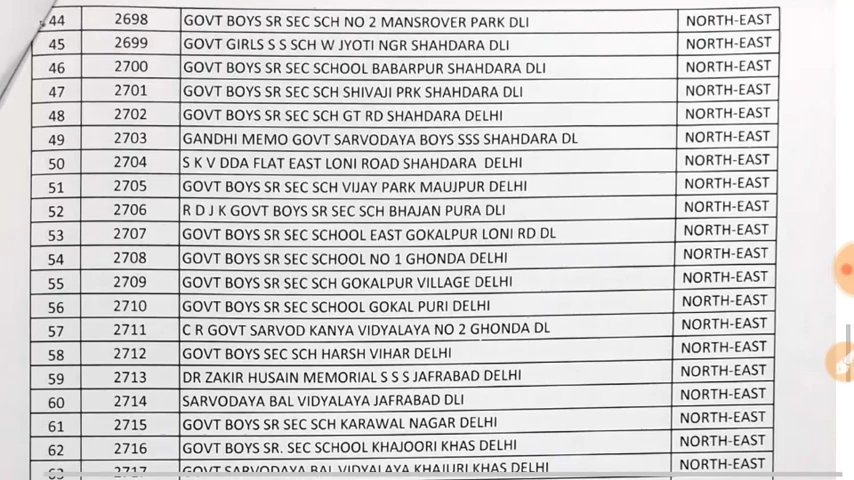 44 2698 GOVT BOYS SR SEC SCH NO 2 MANSROVER PARK DLI NORTH-EAST
45 2699 GOVT GIRLS S S SCH W JYOTI NGR SHAHDARA DLI NORTH-EAST
46 2700 GOVT BOYS SR SEC SCHOOL BABARPUR SHAHDARA DLI NORTH-EAST
47 2701 GOVT BOYS SR SEC SCH SHIVAJI PRK SHAHDARA DLI NORTH-EAST
48 2702 GOVT BOYS SR SEC SCH GT RD SHAHDARA DELHI NORTH-EAST
49 2703 GANDHI MEMO GOVT SARVODAYA BOYS SSS SHAHDARA DL NORTH-EAST
50 2704 S K V DDA FLAT EAST LONI ROAD SHAHDARA DELHI NORTH-EAST
51 2705 GOVT BOYS SR SEC SCH VIJAY PARK MAUJPUR DELHI NORTH-EAST
52 2706 R D J K GOVT BOYS SR SEC SCH BHAJAN PURA DLI NORTH-EAST
53 2707 GOVT BOYS SR SEC SCHOOL EAST GOKALPUR LONI RD DL NORTH-EAST
54 2708 GOVT BOYS SR SEC SCHOOL NO 1 GHONDA DELHI NORTH-EAST
55 2709 GOVT BOYS SR SEC SCH GOKALPUR VILLAGE DELHI NORTH-EAST
56 2710 GOVT BOYS SR SEC SCHOOL GOKAL PURI DELHI NORTH-EAST
57 2711 C R GOVT SARVOD KANYA VIDYALAYA NO 2 GHONDA DL NORTH-EAST
58 2712 GOVT BOYS SEC SCH HARSH VIHAR DELHI NORTH-EAST
59 2713 DR ZAKIR HUSAIN MEMORIAL S S S JAFRABAD DELHI NORTH-EAST
60 2714 SARVODAYA BAL VIDYALAYA JAFRABAD DLI NORTH-EAST
61 2715 GOVT BOYS SR SEC SCH KARAWAL NAGAR DELHI NORTH-EAST
62 2716 GOVT BOYS SR. SEC SCHOOL KHAJOORI KHAS DELHI NORTH-EAST
63 2717 GOVT SARVODAYA BAL VIDYALAYA KHAJURI KHAS DELHI NORTH-EAST